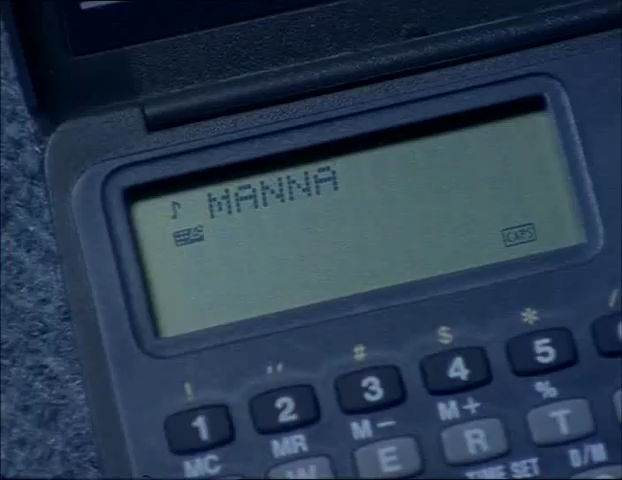 ♪ MANNA
CAPS
! " # $ * /
1 2 3 4 5
MC MR M− M+ %
W E R T
TIME SET D/M